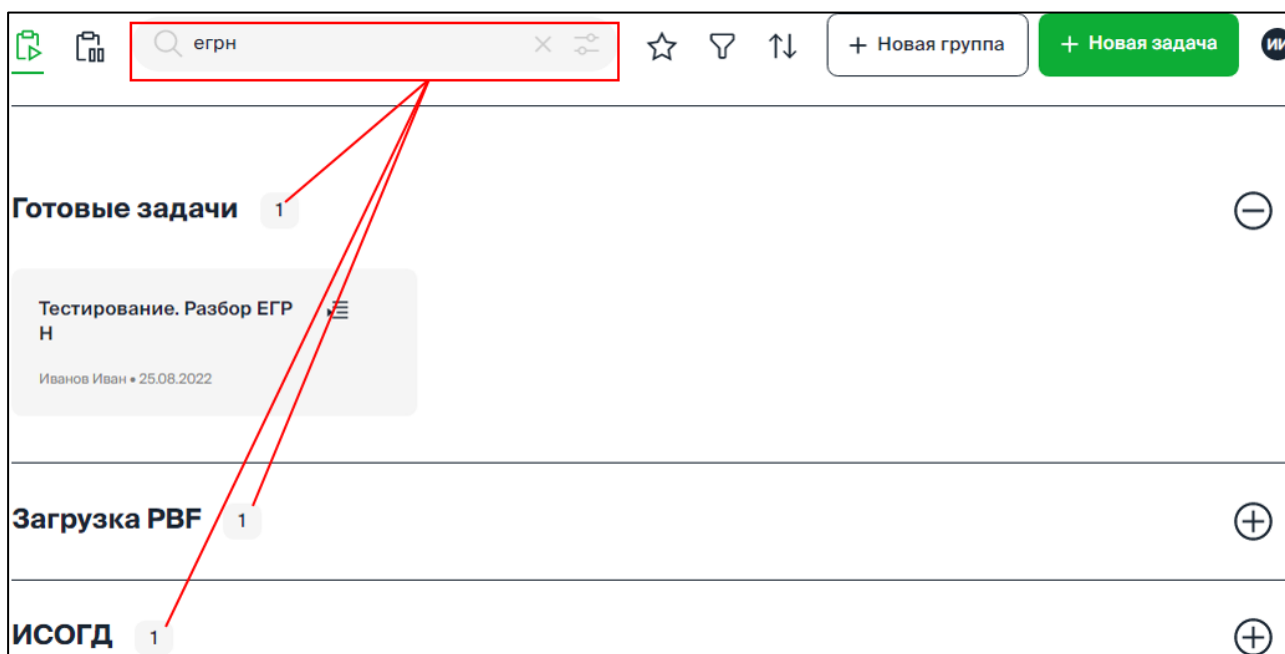 егрн
+ Новая группа
+ Новая задача
ИИ
Готовые задачи 1
Тестирование. Разбор ЕГР
Н
Иванов Иван • 25.08.2022
Загрузка PBF 1
ИСОГД 1